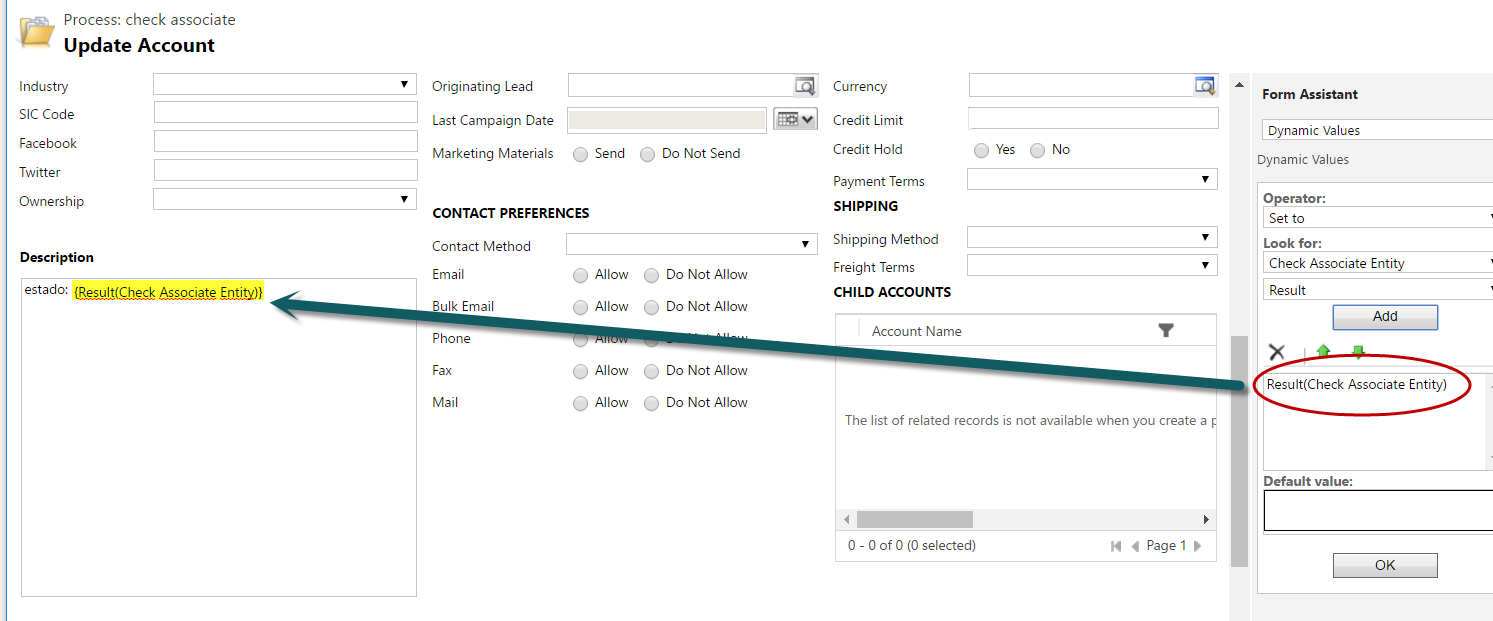 Process: check associate
Update Account
Industry
SIC Code
Facebook
Twitter
Ownership
Description
estado: {Result(Check Associate Entity)}
Originating Lead
Last Campaign Date
Marketing Materials Send Do Not Send
CONTACT PREFERENCES
Contact Method
Email Allow Do Not Allow
Bulk Email Allow Do Not Allow
Phone Allow Do Not Allow
Fax Allow Do Not Allow
Mail Allow Do Not Allow
Currency
Credit Limit
Credit Hold Yes No
Payment Terms
SHIPPING
Shipping Method
Freight Terms
CHILD ACCOUNTS
Account Name
The list of related records is not available when you create a
0 - 0 of 0 (0 selected) Page 1
Form Assistant
Dynamic Values
Dynamic Values
Operator:
Set to
Look for:
Check Associate Entity
Result
Add
Result(Check Associate Entity)
Default value:
OK